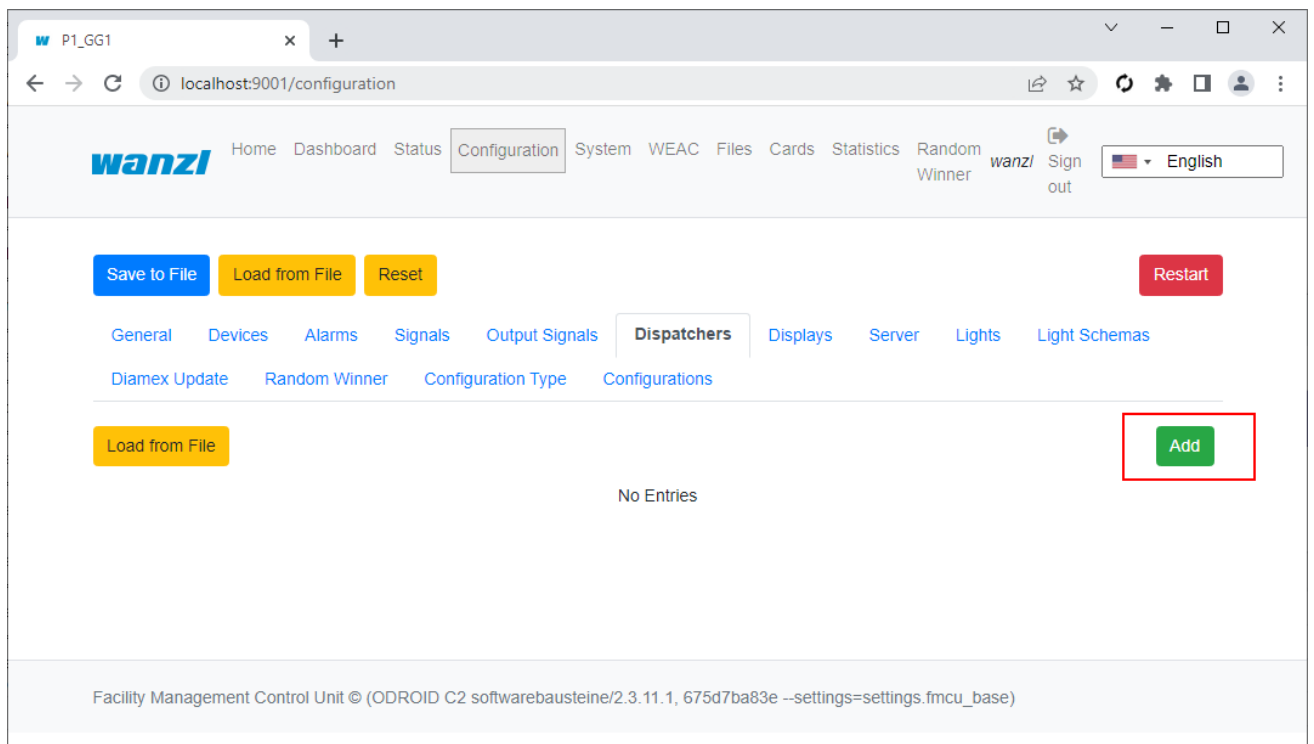 P1_GG1
localhost:9001/configuration
wanzl Home Dashboard Status Configuration System WEAC Files Cards Statistics Random Winner wanzl Sign out English
Save to File Load from File Reset Restart
General Devices Alarms Signals Output Signals Dispatchers Displays Server Lights Light Schemas
Diamex Update Random Winner Configuration Type Configurations
Load from File Add
No Entries
Facility Management Control Unit © (ODROID C2 softwarebausteine/2.3.11.1, 675d7ba83e --settings=settings.fmcu_base)